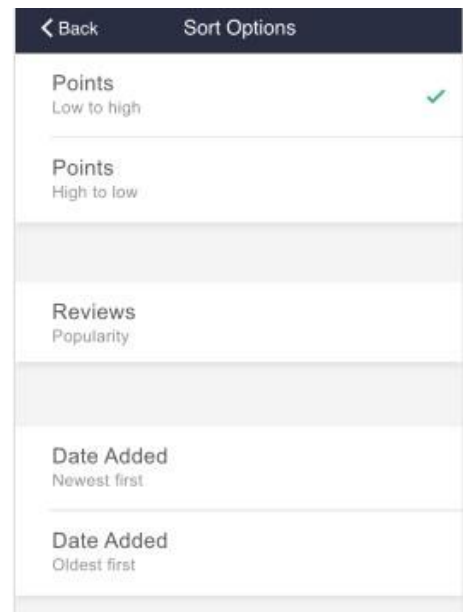 Back Sort Options
Points
Low to high
Points
High to low
Reviews
Popularity
Date Added
Newest first
Date Added
Oldest first